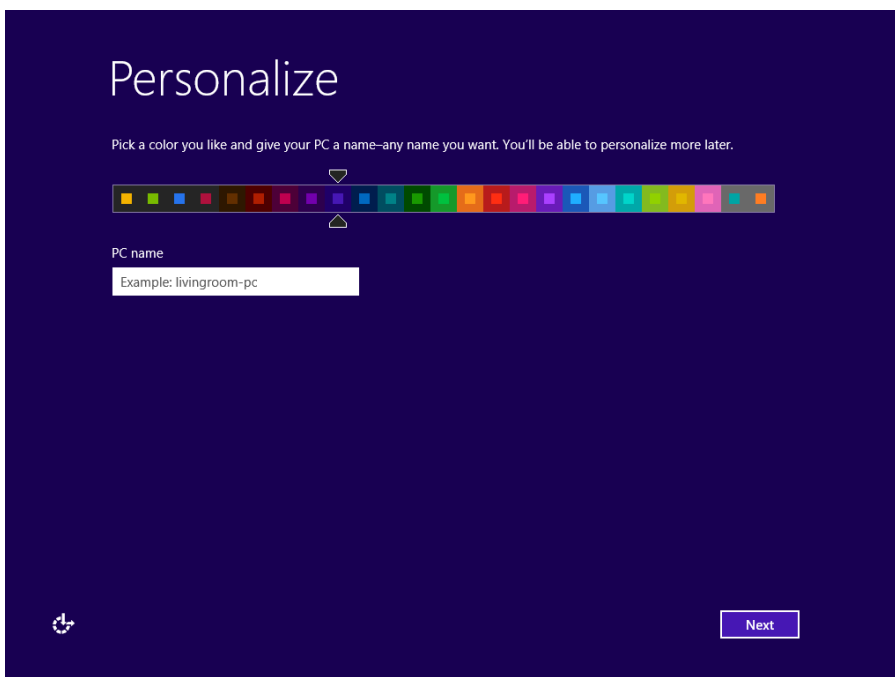 Personalize
Pick a color you like and give your PC a name–any name you want. You'll be able to personalize more later.
PC name
Example: livingroom-pc
Next